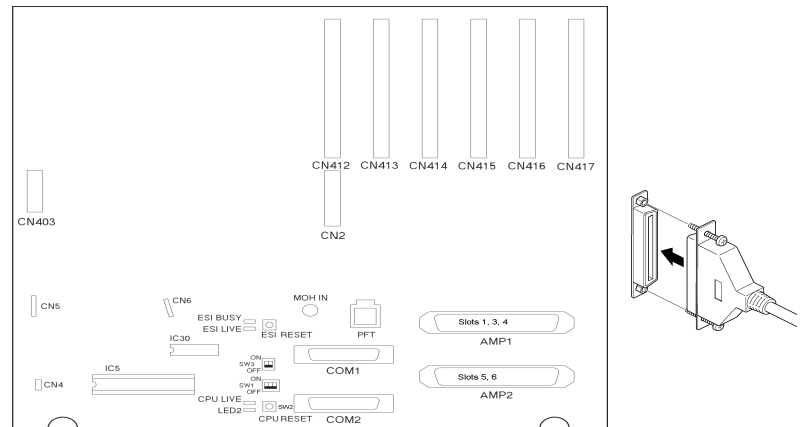 CN412 CN413 CN414 CN415 CN416 CN417
CN403
CN2
CN5
CN6
MOH IN
ESI BUSY
ESI LIVE
ESI RESET
PFT
Slots 1, 3, 4
AMP1
IC30
ON
SW3
OFF
COM1
IC5
CN4
ON
SW1
OFF
Slots 5, 6
AMP2
CPU LIVE
LED2
SW2
CPU RESET
COM2